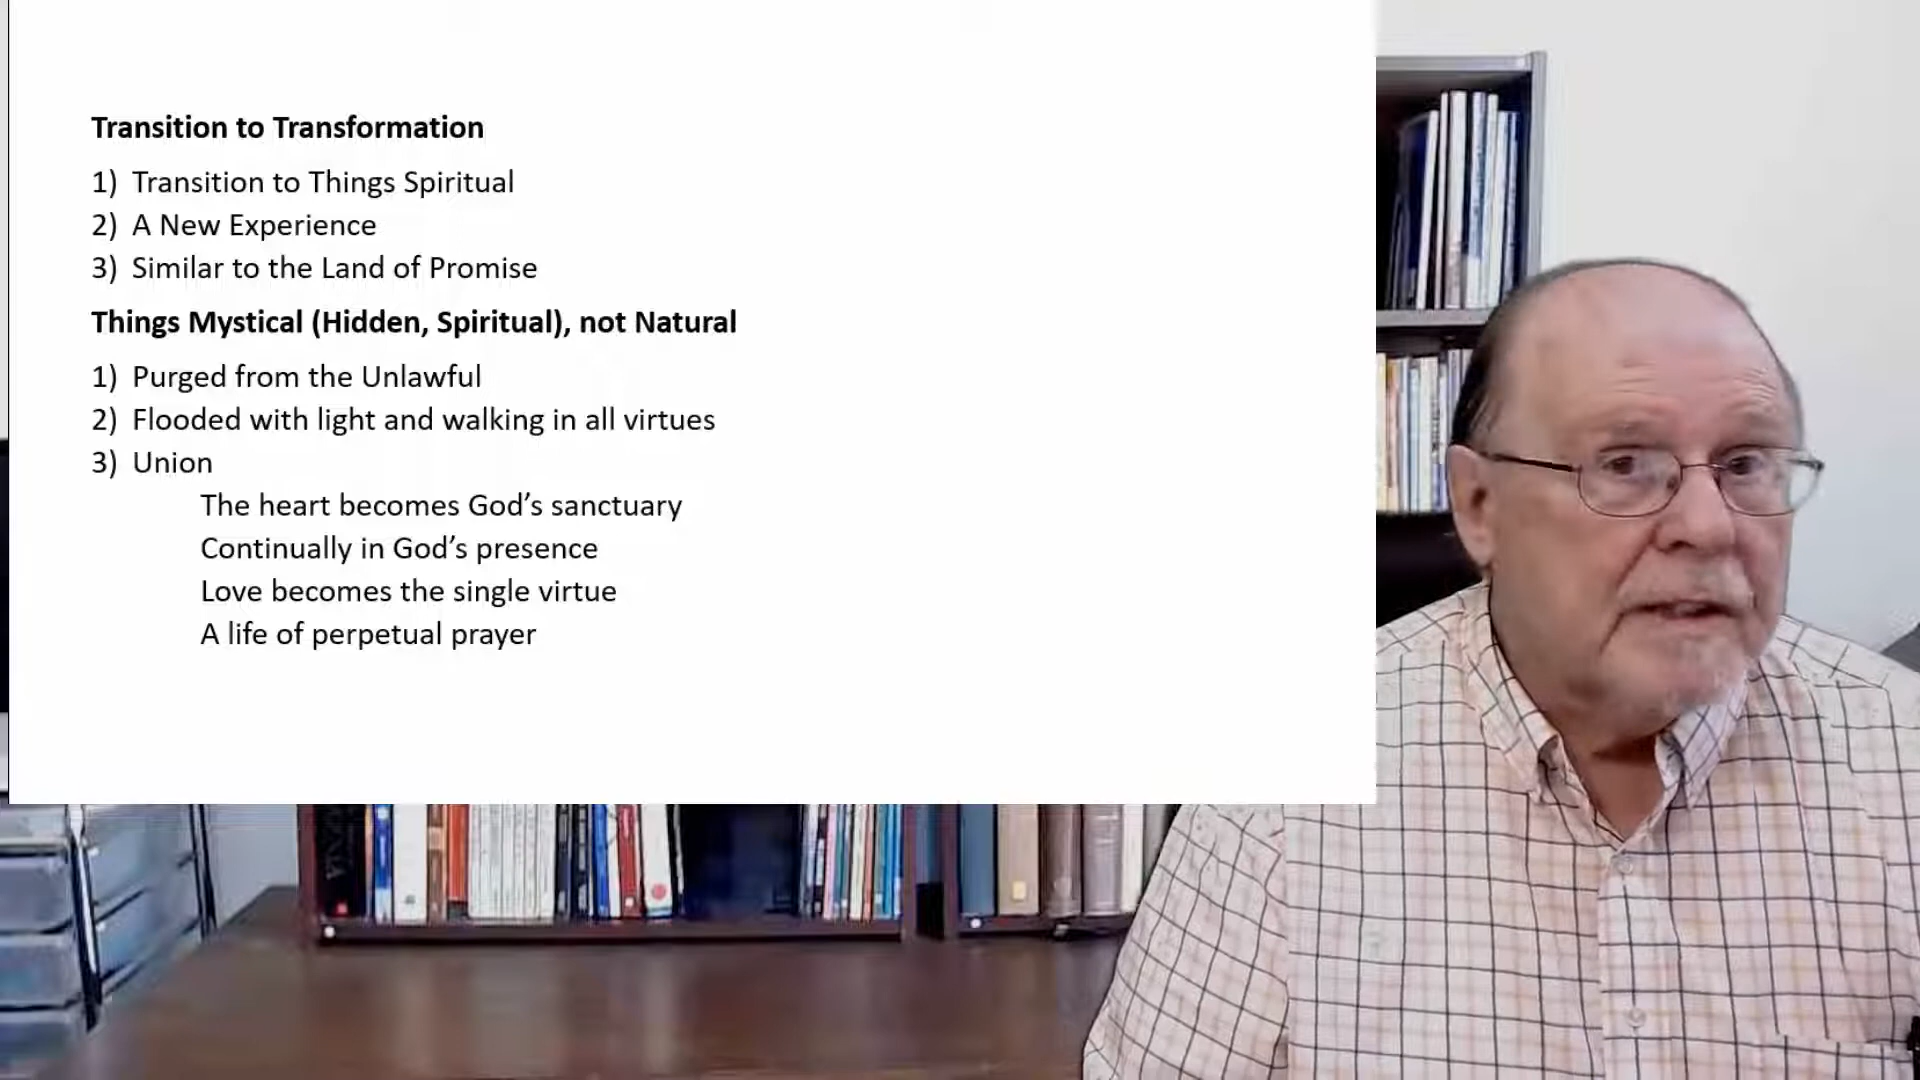 Transition to Transformation
1) Transition to Things Spiritual
2) A New Experience
3) Similar to the Land of Promise
Things Mystical (Hidden, Spiritual), not Natural
1) Purged from the Unlawful
2) Flooded with light and walking in all virtues
3) Union
The heart becomes God’s sanctuary
Continually in God’s presence
Love becomes the single virtue
A life of perpetual prayer